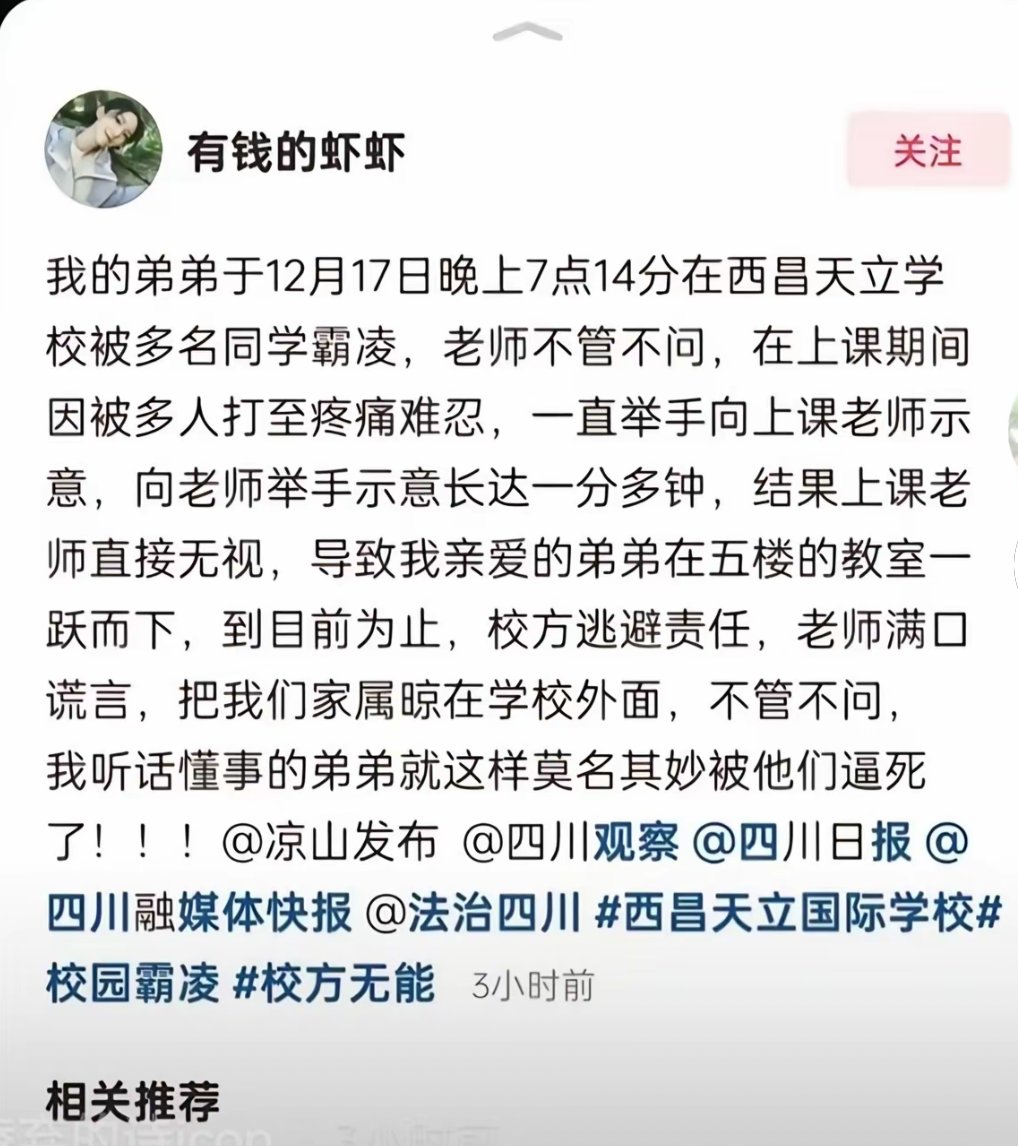 有钱的虾虾
关注
我的弟弟于12月17日晚上7点14分在西昌天立学
校被多名同学霸凌，老师不管不问，在上课期间
因被多人打至疼痛难忍，一直举手向上课老师示
意，向老师举手示意长达一分多钟，结果上课老
师直接无视，导致我亲爱的弟弟在五楼的教室一
跃而下，到目前为止，校方逃避责任，老师满口
谎言，把我们家属晾在学校外面，不管不问，
我听话懂事的弟弟就这样莫名其妙被他们逼死
了！！！@凉山发布 @四川观察 @四川日报 @
四川融媒体快报 @法治四川 #西昌天立国际学校#
校园霸凌 #校方无能 3小时前
相关推荐